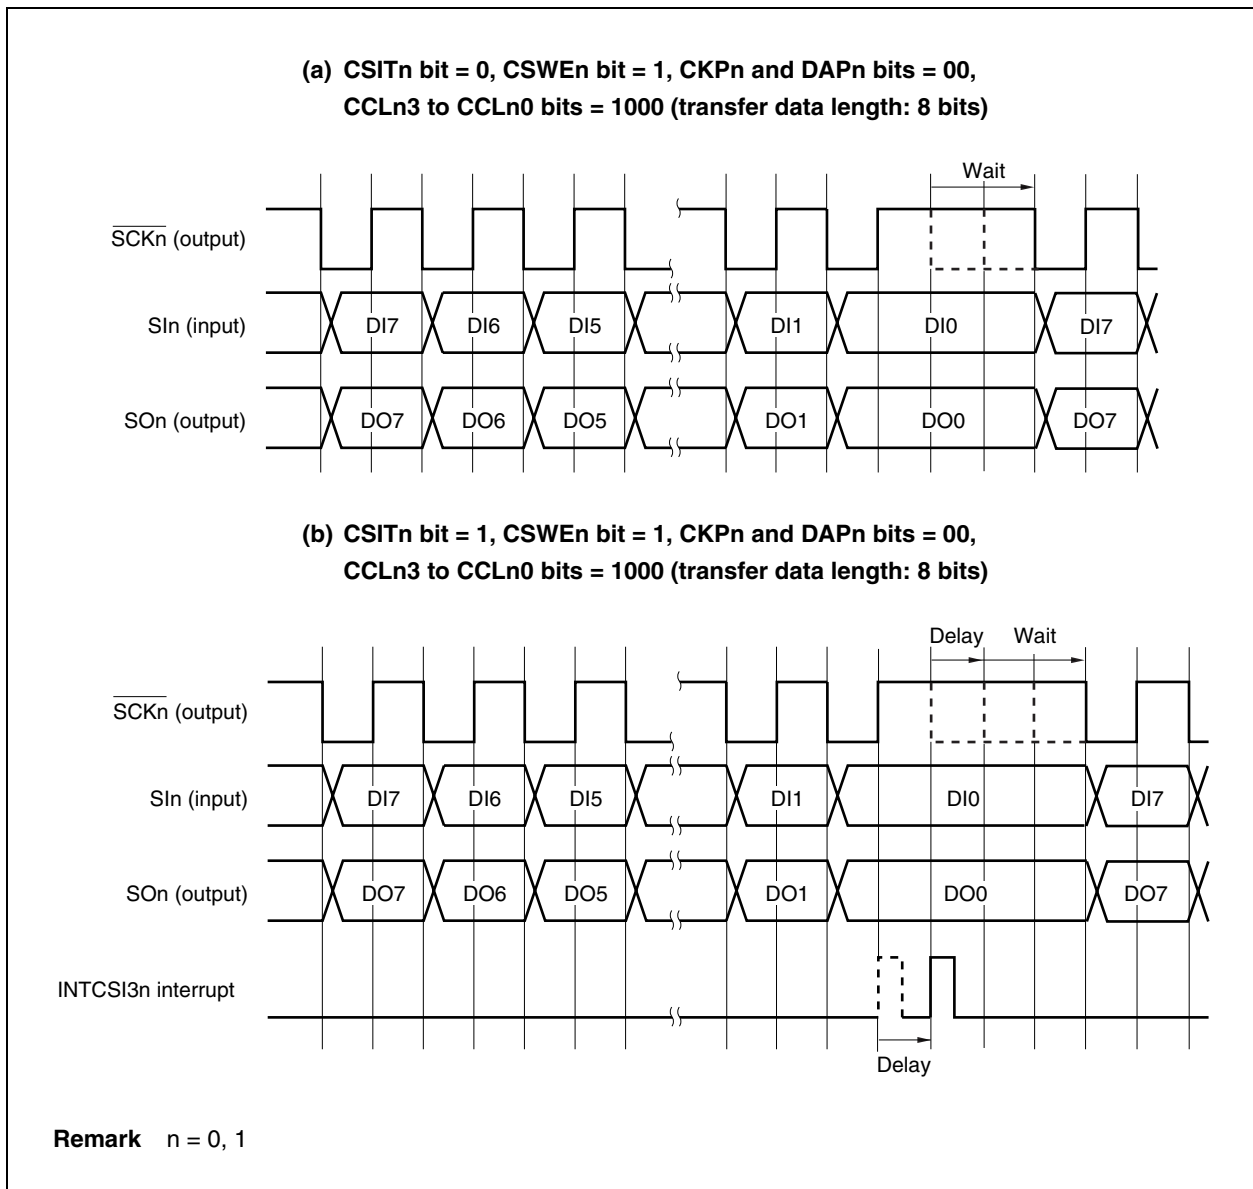 (a) CSITn bit = 0, CSWEn bit = 1, CKPn and DAPn bits = 00,
CCLn3 to CCLn0 bits = 1000 (transfer data length: 8 bits)
Wait
SCKn (output)
SIn (input) DI7 DI6 DI5 DI1 DI0 DI7
SOn (output) DO7 DO6 DO5 DO1 DO0 DO7
(b) CSITn bit = 1, CSWEn bit = 1, CKPn and DAPn bits = 00,
CCLn3 to CCLn0 bits = 1000 (transfer data length: 8 bits)
Delay Wait
SCKn (output)
SIn (input) DI7 DI6 DI5 DI1 DI0 DI7
SOn (output) DO7 DO6 DO5 DO1 DO0 DO7
INTCSI3n interrupt
Delay
Remark n = 0, 1